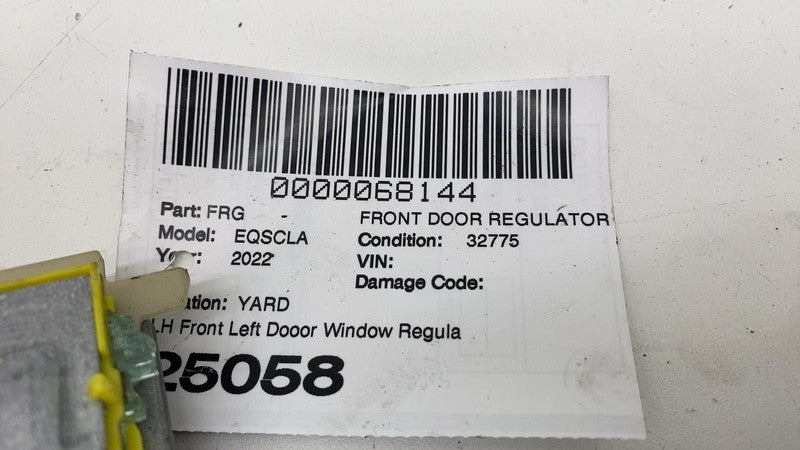 0000068144
Part: FRG - FRONT DOOR REGULATOR
Model: EQSCLA Condition: 32775
Year: 2022 VIN:
Damage Code:
ation: YARD
LH Front Left Dooor Window Regula
25058